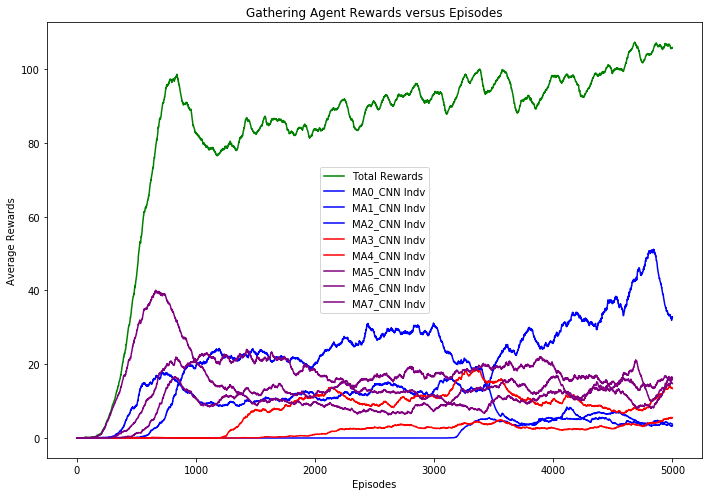 Gathering Agent Rewards versus Episodes
Average Rewards
100
80
60
40
20
0
Total Rewards
MA0_CNN Indv
MA1_CNN Indv
MA2_CNN Indv
MA3_CNN Indv
MA4_CNN Indv
MA5_CNN Indv
MA6_CNN Indv
MA7_CNN Indv
0 1000 2000 3000 4000 5000
Episodes